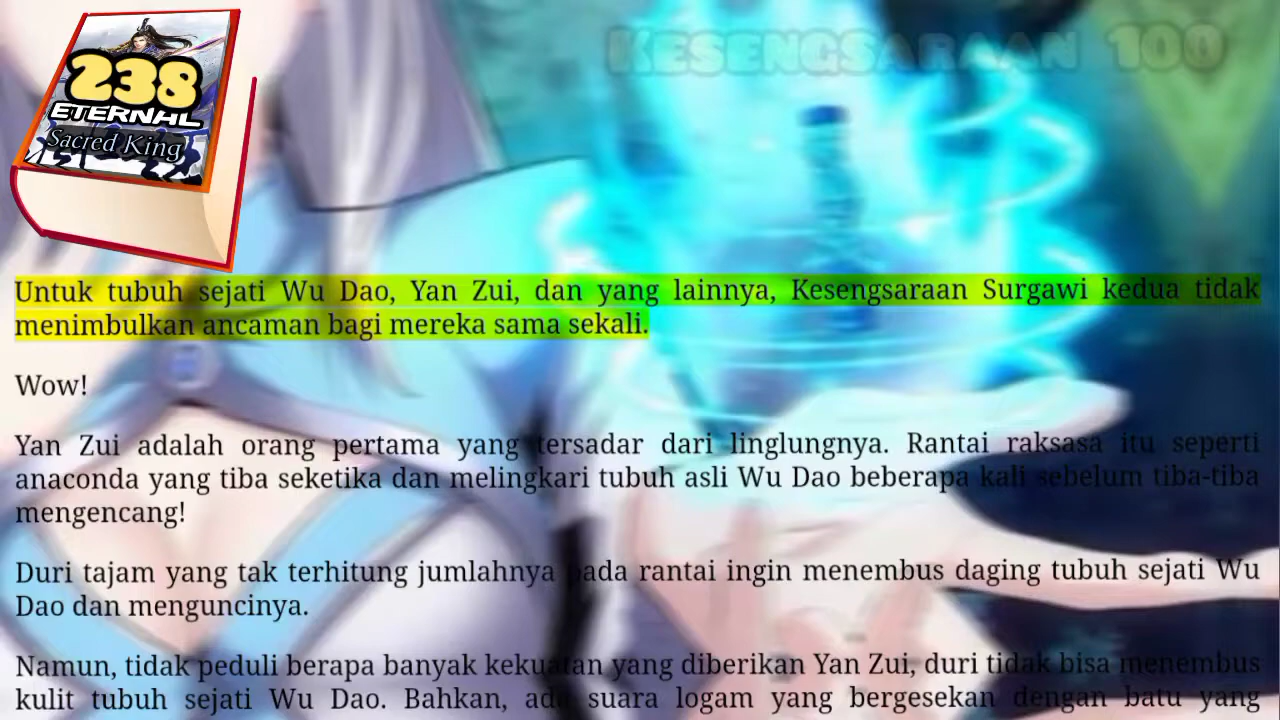 KESENGSARAAN 100
238
ETERNAL
Sacred King
Untuk tubuh sejati Wu Dao, Yan Zui, dan yang lainnya, Kesengsaraan Surgawi kedua tidak
menimbulkan ancaman bagi mereka sama sekali.
Wow!
Yan Zui adalah orang pertama yang tersadar dari linglungnya. Rantai raksasa itu seperti
anaconda yang tiba seketika dan melingkari tubuh asli Wu Dao beberapa kali sebelum tiba-tiba
mengencang!
Duri tajam yang tak terhitung jumlahnya pada rantai ingin menembus daging tubuh sejati Wu
Dao dan menguncinya.
Namun, tidak peduli berapa banyak kekuatan yang diberikan Yan Zui, duri tidak bisa menembus
kulit tubuh sejati Wu Dao. Bahkan, ada suara logam yang bergesekan dengan batu yang